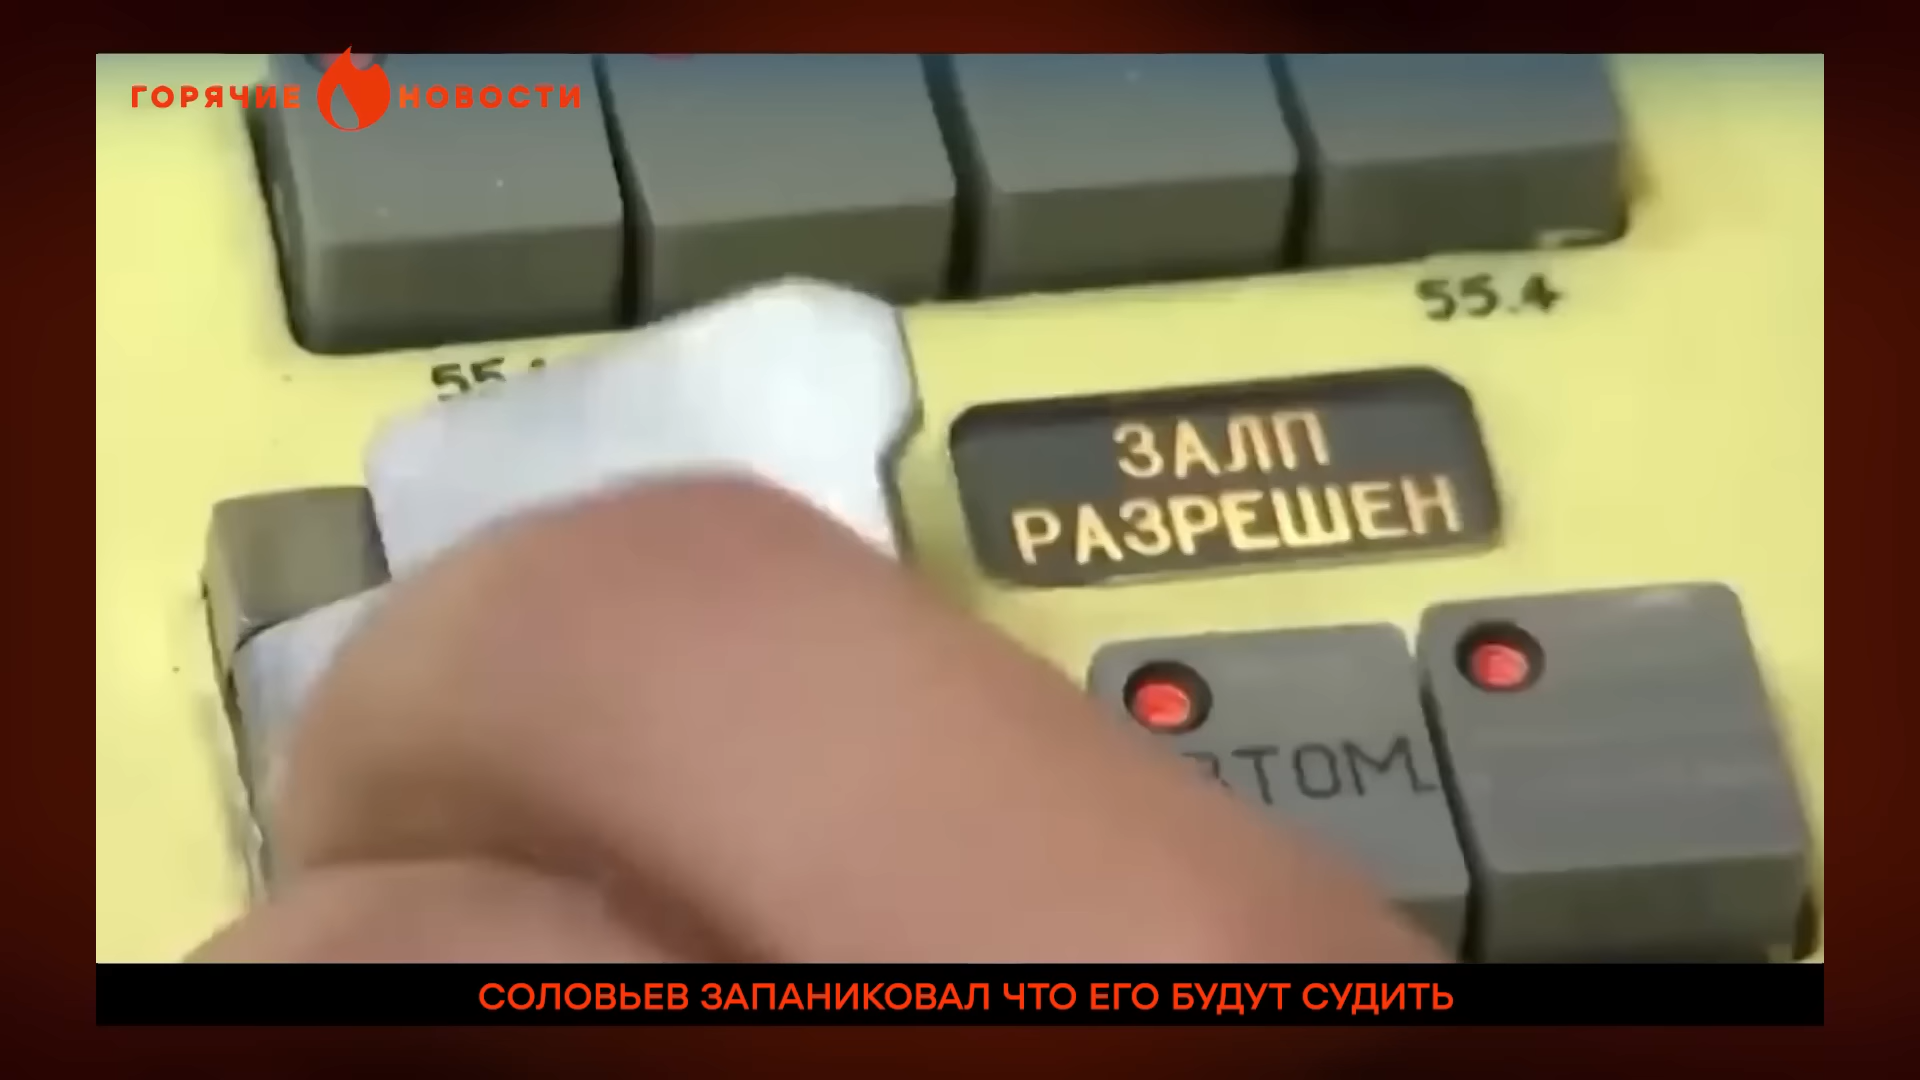 ГОРЯЧИЕ НОВОСТИ
55.4
ЗАЛП
РАЗРЕШЕН
СОЛОВЬЕВ ЗАПАНИКОВАЛ ЧТО ЕГО БУДУТ СУДИТЬ